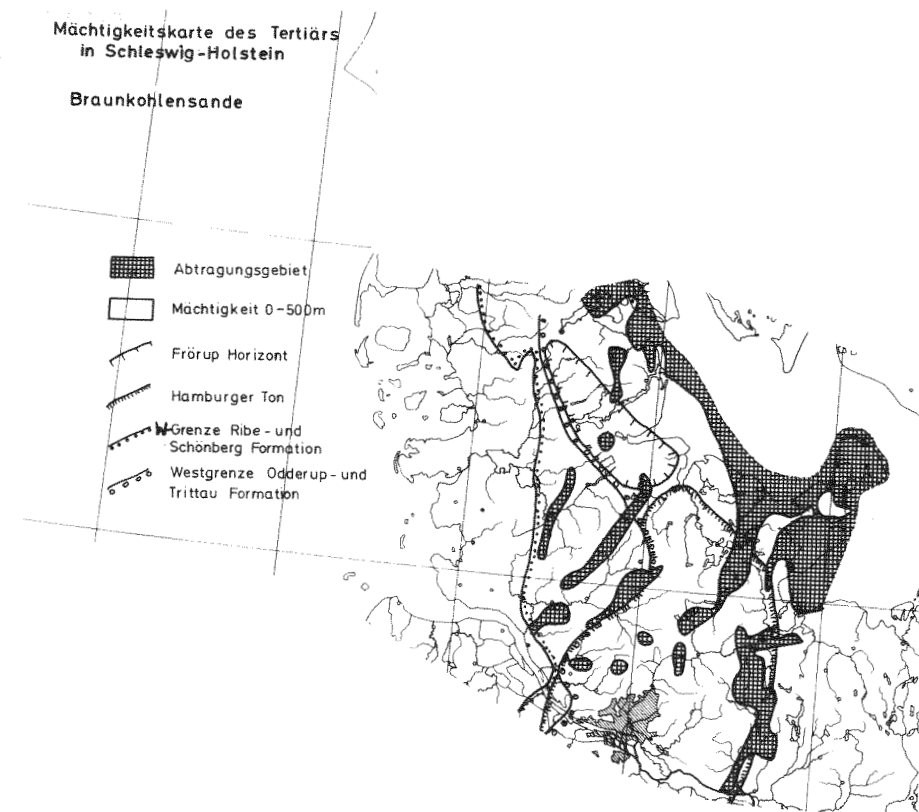 Mächtigkeitskarte des Tertiärs
in Schleswig-Holstein
Braunkohlensande
Abtragungsgebiet
Mächtigkeit 0-500m
Frörup Horizont
Hamburger Ton
W Grenze Ribe- und
Schönberg Formation
Westgrenze Odderup- und
Trittau Formation